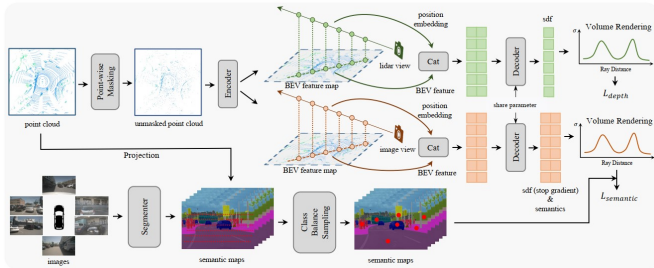 point cloud
Point-wise
Masking
unmasked point cloud
Encoder
BEV feature map
lidar view
position
embedding
Cat
BEV feature
Decoder
sdf
Volume Rendering
σ
Ray Distance
L_depth
share parameter
BEV feature map
image view
position
embedding
Cat
BEV feature
Decoder
sdf (stop gradient)
&
semantics
Volume Rendering
σ
Ray Distance
L_semantic
Projection
images
Segmenter
semantic maps
Class
Balance
Sampling
semantic maps